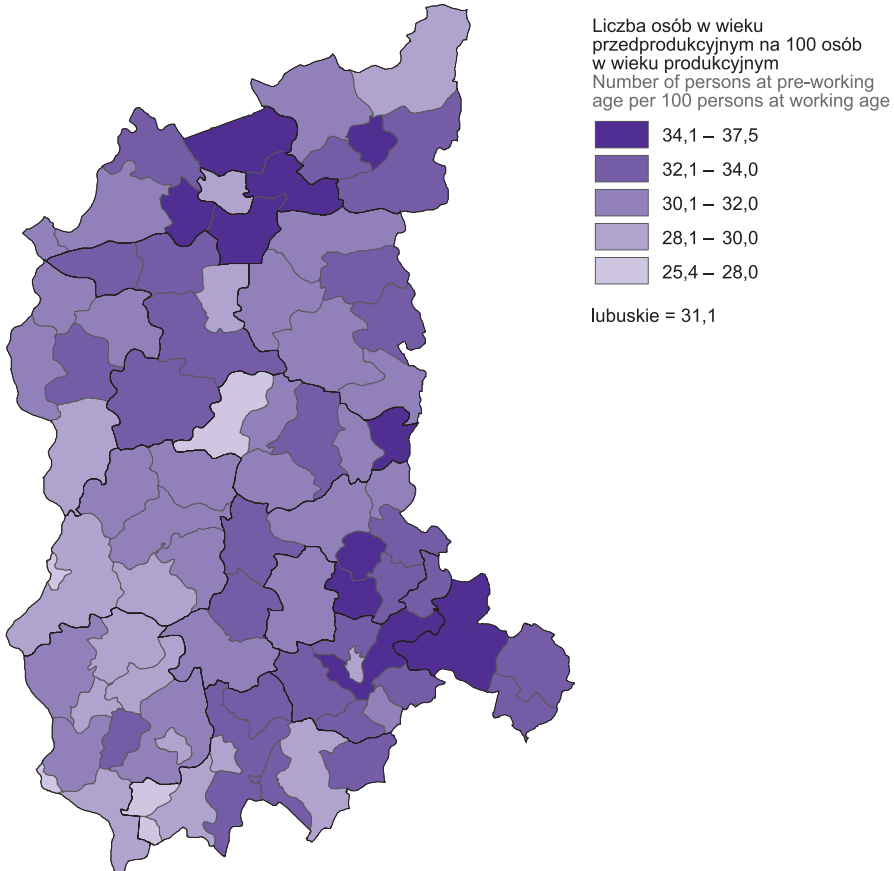 Liczba osób w wieku
przedprodukcyjnym na 100 osób
w wieku produkcyjnym
Number of persons at pre-working
age per 100 persons at working age
34,1 – 37,5
32,1 – 34,0
30,1 – 32,0
28,1 – 30,0
25,4 – 28,0
lubuskie = 31,1